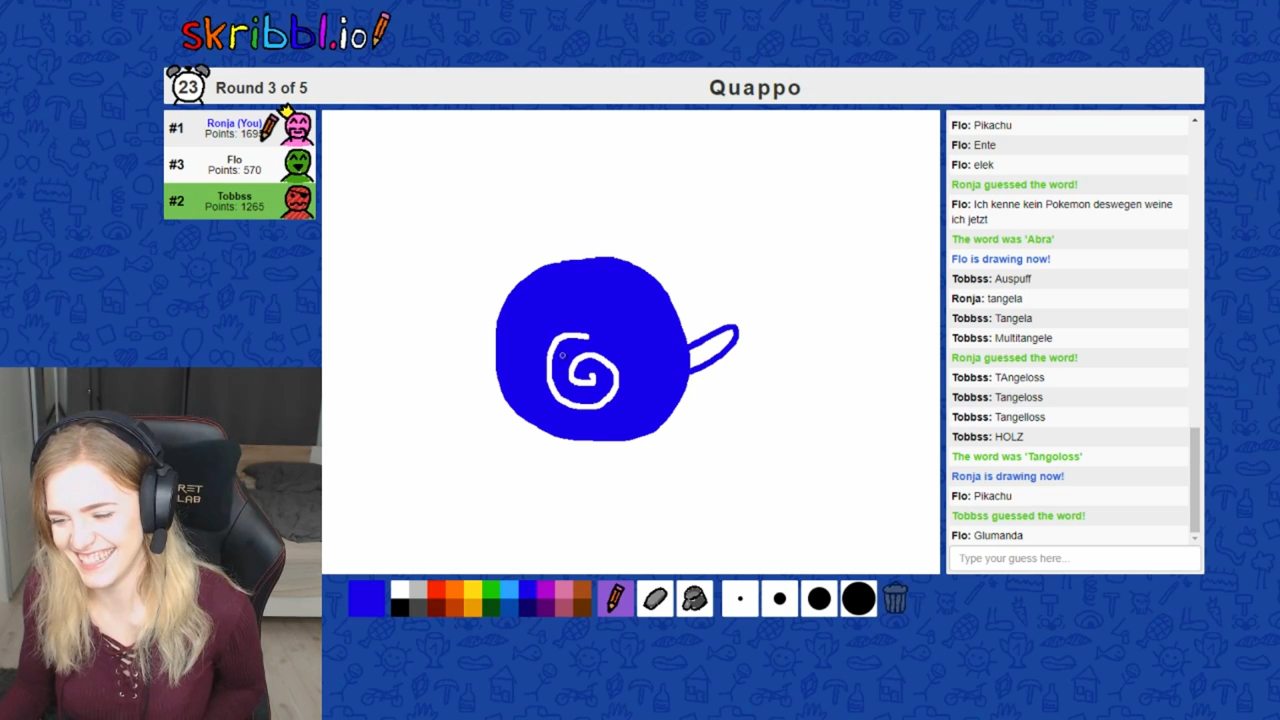 skribbl.io
23
Round 3 of 5
Quappo
#1
Ronja (You)
Points: 1695
#3
Flo
Points: 570
#2
Tobbss
Points: 1265
Flo: Pikachu
Flo: Ente
Flo: elek
Ronja guessed the word!
Flo: Ich kenne kein Pokemon deswegen weine
ich jetzt
The word was 'Abra'
Flo is drawing now!
Tobbss: Auspuff
Ronja: tangela
Tobbss: Tangela
Tobbss: Multitangele
Ronja guessed the word!
Tobbss: TAngeloss
Tobbss: Tangeloss
Tobbss: Tangelloss
Tobbss: HOLZ
The word was 'Tangoloss'
Ronja is drawing now!
Flo: Pikachu
Tobbss guessed the word!
Flo: Glumanda
Type your guess here...
RET
LAB